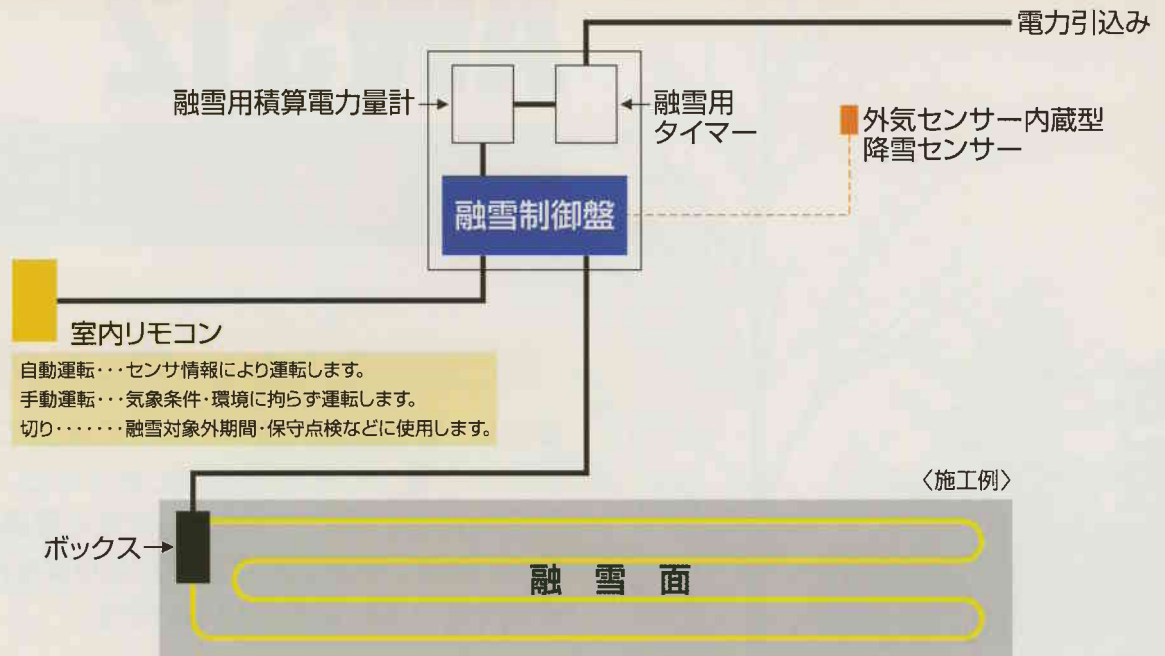 電力引込み
融雪用積算電力量計
融雪用
タイマー
外気センサー内蔵型
降雪センサー
融雪制御盤
室内リモコン
自動運転・・・センサ情報により運転します。
手動運転・・・気象条件・環境に拘らず運転します。
切り・・・・・・・融雪対象外期間・保守点検などに使用します。
〈施工例〉
ボックス
融 雪 面